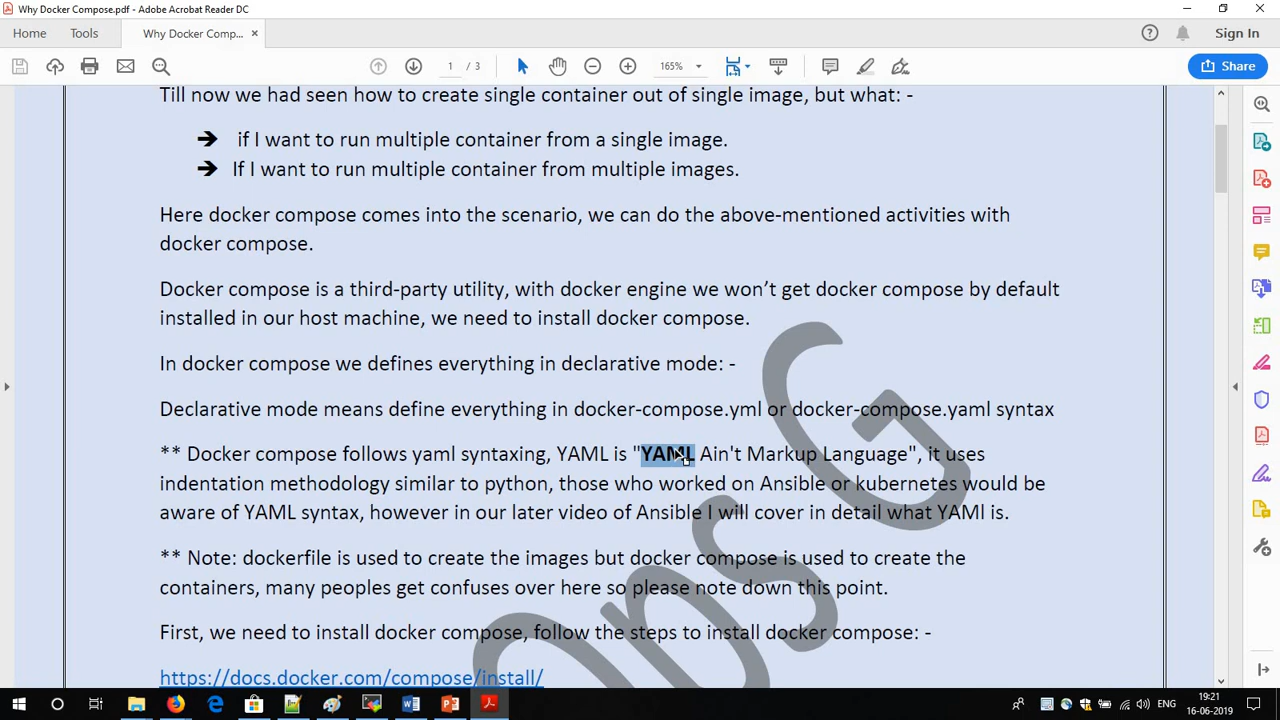 Why Docker Compose.pdf - Adobe Acrobat Reader DC
Home Tools Why Docker Comp... ×
Sign In
1 / 3
165%
Share
Till now we had seen how to create single container out of single image, but what: -
➔ if I want to run multiple container from a single image.
➔ If I want to run multiple container from multiple images.
Here docker compose comes into the scenario, we can do the above-mentioned activities with
docker compose.
Docker compose is a third-party utility, with docker engine we won't get docker compose by default
installed in our host machine, we need to install docker compose.
In docker compose we defines everything in declarative mode: -
Declarative mode means define everything in docker-compose.yml or docker-compose.yaml syntax
** Docker compose follows yaml syntaxing, YAML is "YAML Ain't Markup Language", it uses
indentation methodology similar to python, those who worked on Ansible or kubernetes would be
aware of YAML syntax, however in our later video of Ansible I will cover in detail what YAMl is.
** Note: dockerfile is used to create the images but docker compose is used to create the
containers, many peoples get confuses over here so please note down this point.
First, we need to install docker compose, follow the steps to install docker compose: -
https://docs.docker.com/compose/install/
Ops G
ENG
19:21
16-06-2019